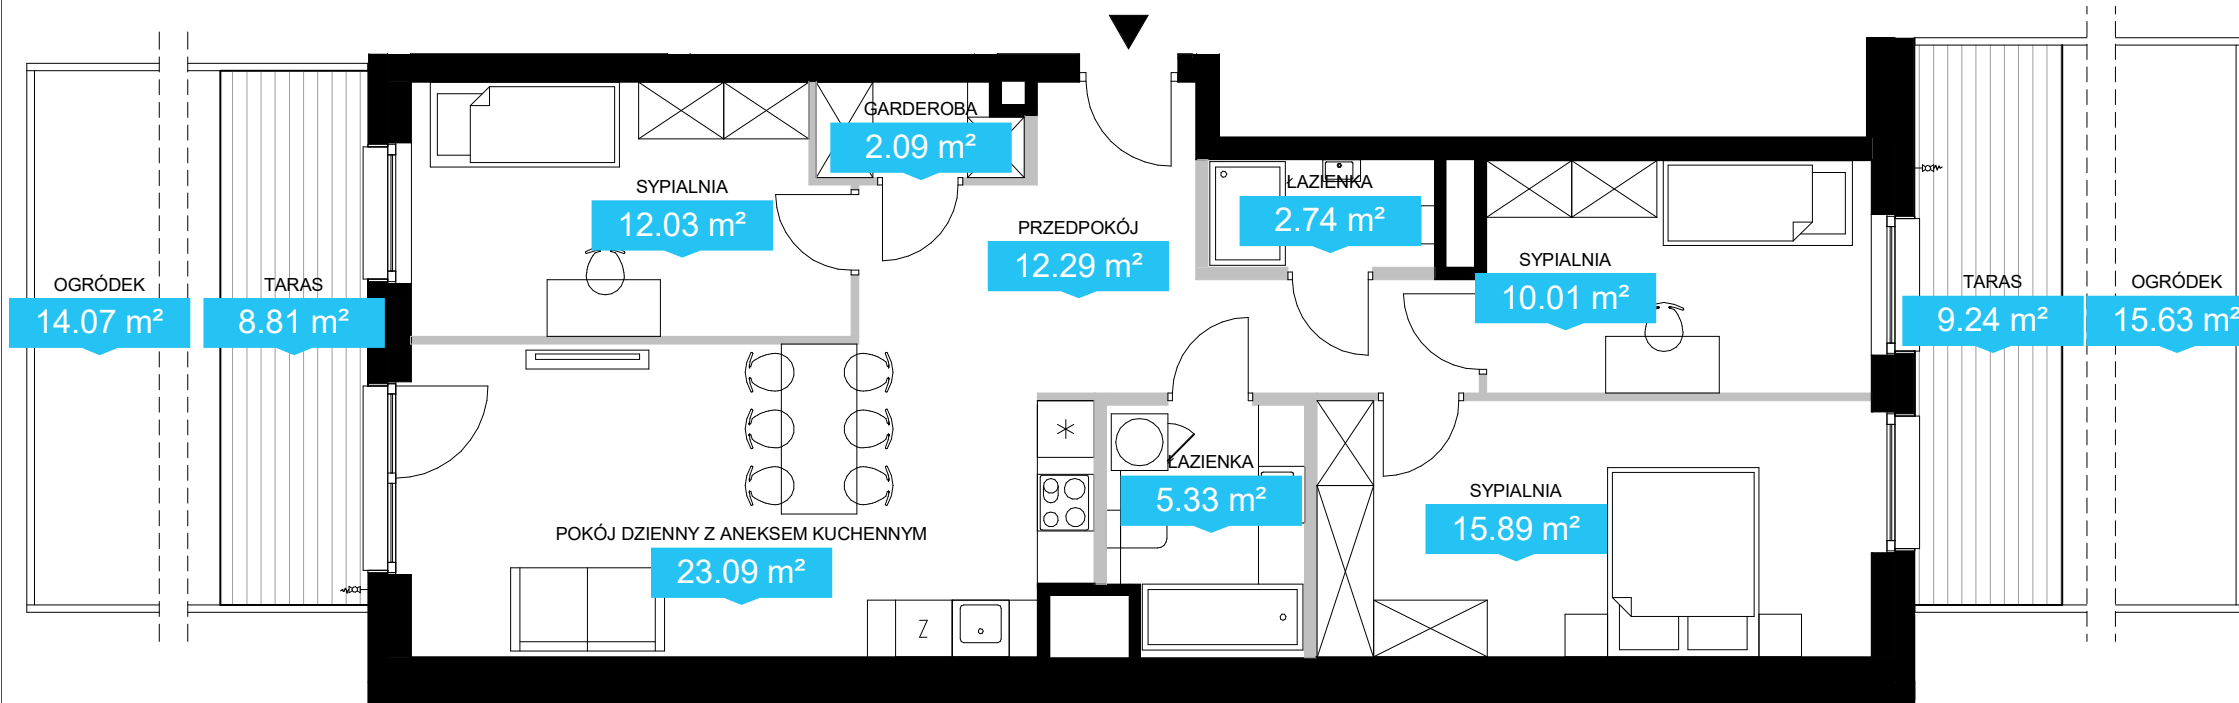 GARDEROBA
2.09 m²
SYPIALNIA
12.03 m²
ŁAZIENKA
2.74 m²
PRZEDPOKÓJ
12.29 m²
SYPIALNIA
10.01 m²
OGRÓDEK
14.07 m²
TARAS
8.81 m²
TARAS
9.24 m²
OGRÓDEK
15.63 m²
ŁAZIENKA
5.33 m²
SYPIALNIA
15.89 m²
POKÓJ DZIENNY Z ANEKSEM KUCHENNYM
23.09 m²
Z